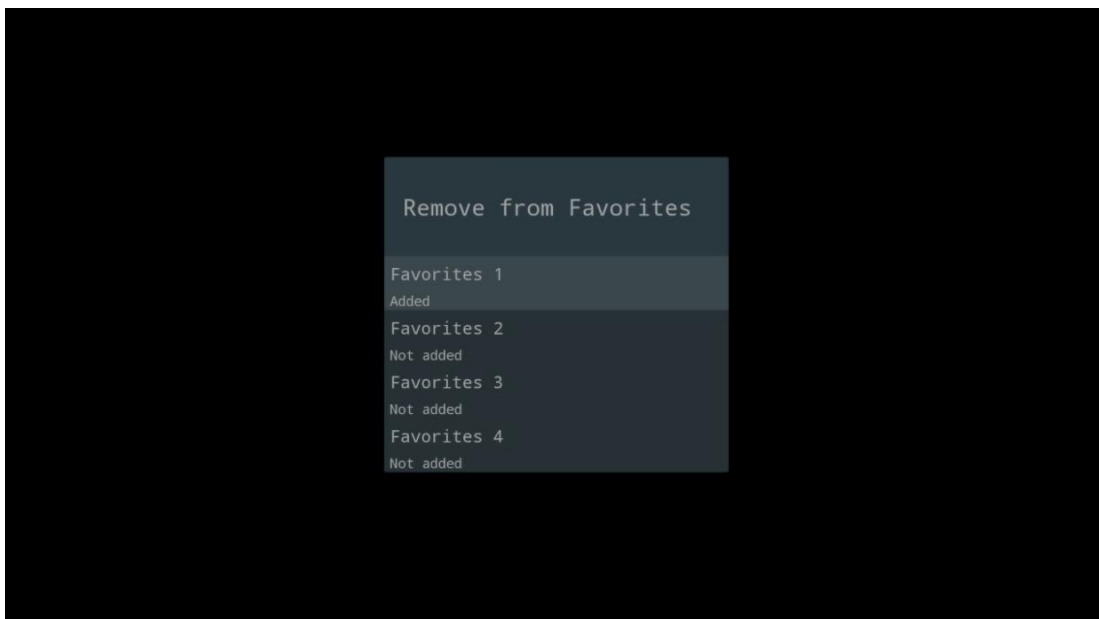 Remove from Favorites
Favorites 1
Added
Favorites 2
Not added
Favorites 3
Not added
Favorites 4
Not added